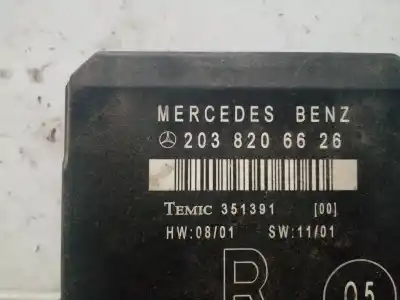 MERCEDES BENZ
203 820 66 26
TEMIC 351391 [00]
HW:08/01 SW:11/01
R
05